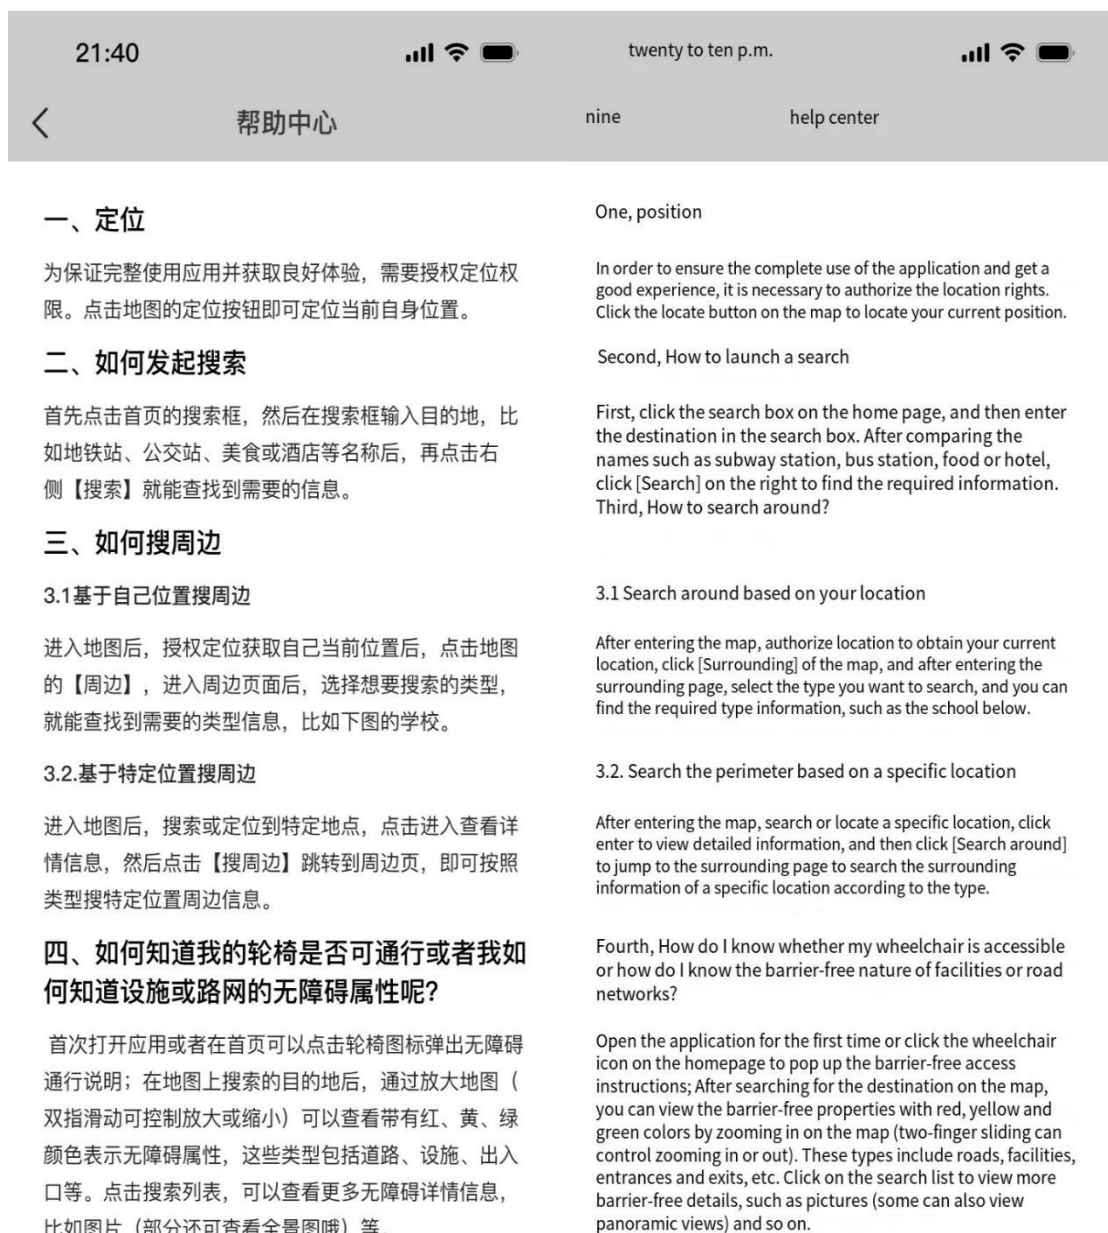 21:40
帮助中心
一、定位
为保证完整使用应用并获取良好体验，需要授权定位权
限。点击地图的定位按钮即可定位当前自身位置。
二、如何发起搜索
首先点击首页的搜索框，然后在搜索框输入目的地，比
如地铁站、公交站、美食或酒店等名称后，再点击右
侧【搜索】就能查找到需要的信息。
三、如何搜周边
3.1基于自己位置搜周边
进入地图后，授权定位获取自己当前位置后，点击地图
的【周边】，进入周边页面后，选择想要搜索的类型，
就能查找到需要的类型信息，比如下图的学校。
3.2.基于特定位置搜周边
进入地图后，搜索或定位到特定地点，点击进入查看详
情信息，然后点击【搜周边】跳转到周边页，即可按照
类型搜特定位置周边信息。
四、如何知道我的轮椅是否可通行或者我如
何知道设施或路网的无障碍属性呢?
首次打开应用或者在首页可以点击轮椅图标弹出无障碍
通行说明；在地图上搜索的目的地后，通过放大地图（
双指滑动可控制放大或缩小）可以查看带有红、黄、绿
颜色表示无障碍属性，这些类型包括道路、设施、出入
口等。点击搜索列表，可以查看更多无障碍详情信息，
比如图片（部分还可查看全景图哦）等。
twenty to ten p.m.
nine
help center
One, position
In order to ensure the complete use of the application and get a
good experience, it is necessary to authorize the location rights.
Click the locate button on the map to locate your current position.
Second, How to launch a search
First, click the search box on the home page, and then enter
the destination in the search box. After comparing the
names such as subway station, bus station, food or hotel,
click [Search] on the right to find the required information.
Third, How to search around?
3.1 Search around based on your location
After entering the map, authorize location to obtain your current
location, click [Surrounding] of the map, and after entering the
surrounding page, select the type you want to search, and you can
find the required type information, such as the school below.
3.2. Search the perimeter based on a specific location
After entering the map, search or locate a specific location, click
enter to view detailed information, and then click [Search around]
to jump to the surrounding page to search the surrounding
information of a specific location according to the type.
Fourth, How do I know whether my wheelchair is accessible
or how do I know the barrier-free nature of facilities or road
networks?
Open the application for the first time or click the wheelchair
icon on the homepage to pop up the barrier-free access
instructions; After searching for the destination on the map,
you can view the barrier-free properties with red, yellow and
green colors by zooming in on the map (two-finger sliding can
control zooming in or out). These types include roads, facilities,
entrances and exits, etc. Click on the search list to view more
barrier-free details, such as pictures (some can also view
panoramic views) and so on.